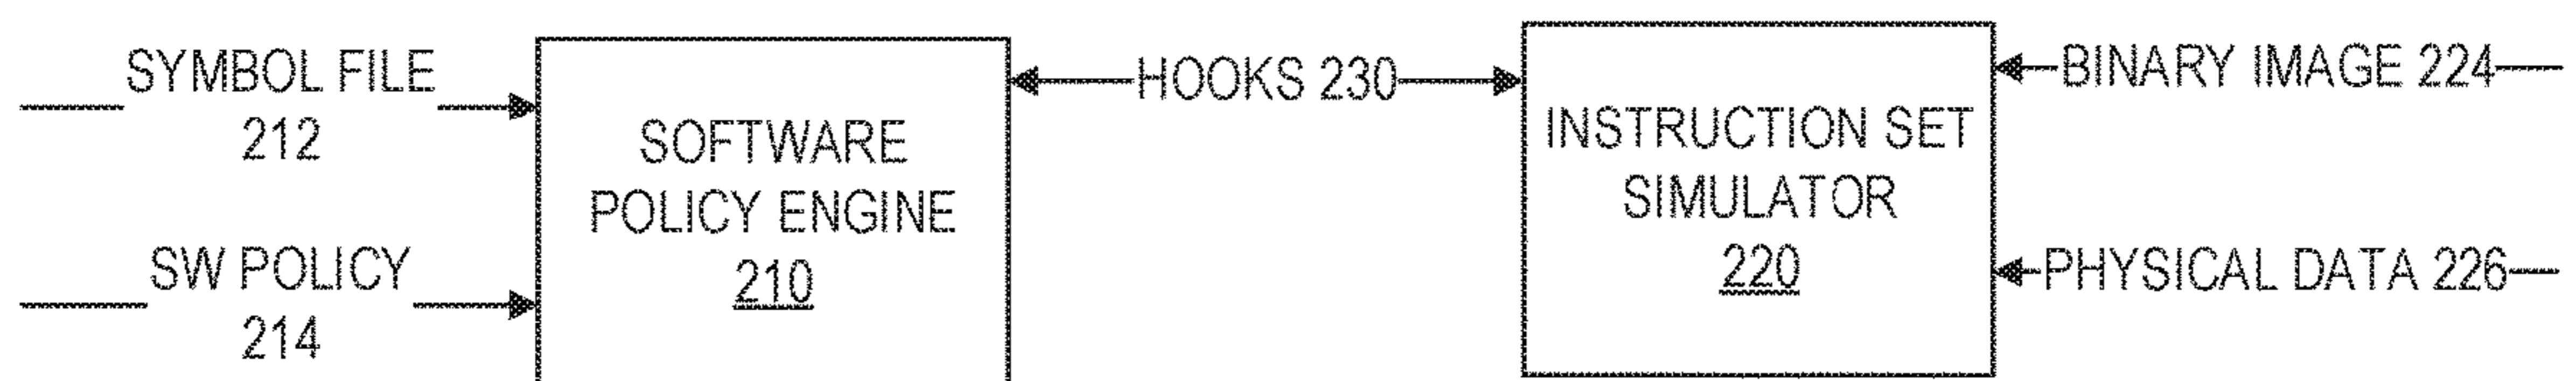 SYMBOL FILE
212
SW POLICY
214
SOFTWARE
POLICY ENGINE
210
HOOKS 230
INSTRUCTION SET
SIMULATOR
220
BINARY IMAGE 224
PHYSICAL DATA 226